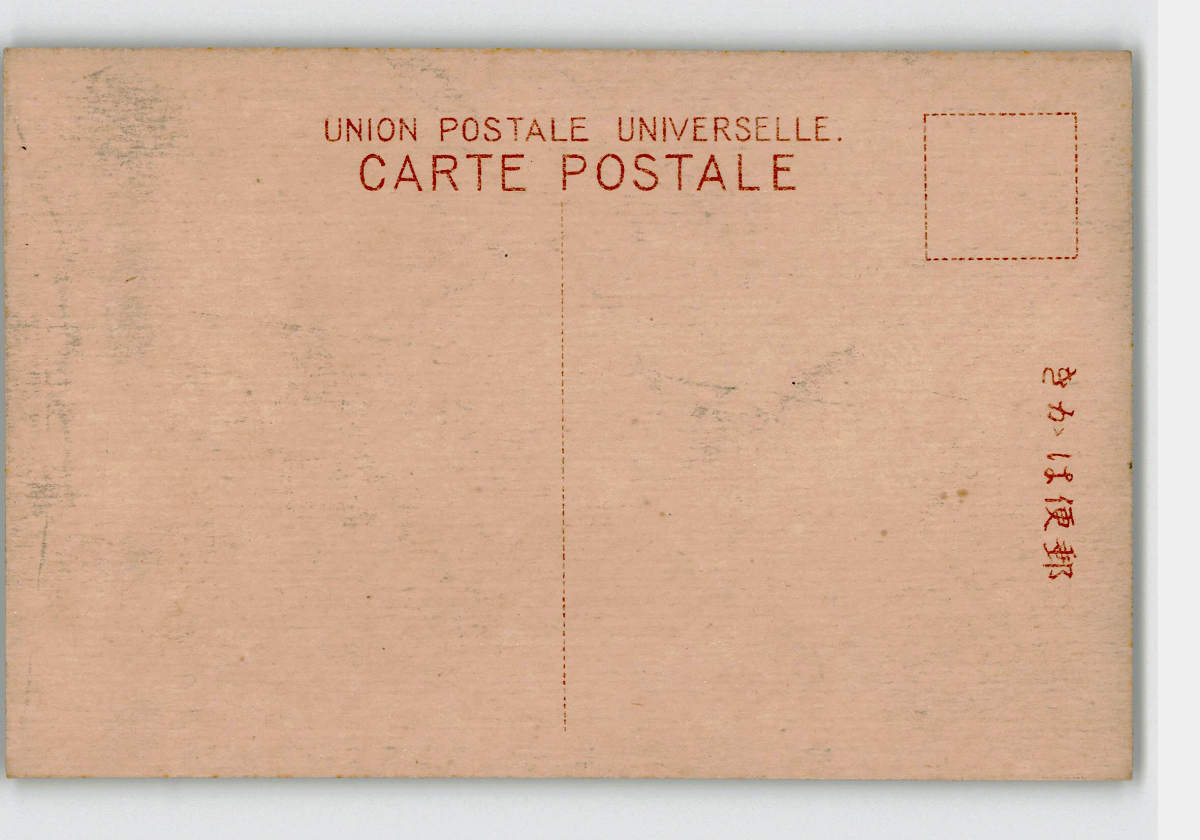 UNION POSTALE UNIVERSELLE.
CARTE POSTALE
郵便はかき